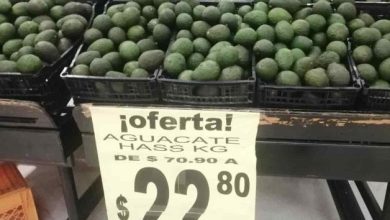 ¡oferta!
AGUACATE
HASS KG
DE $ 70.90 A
$ 22.80